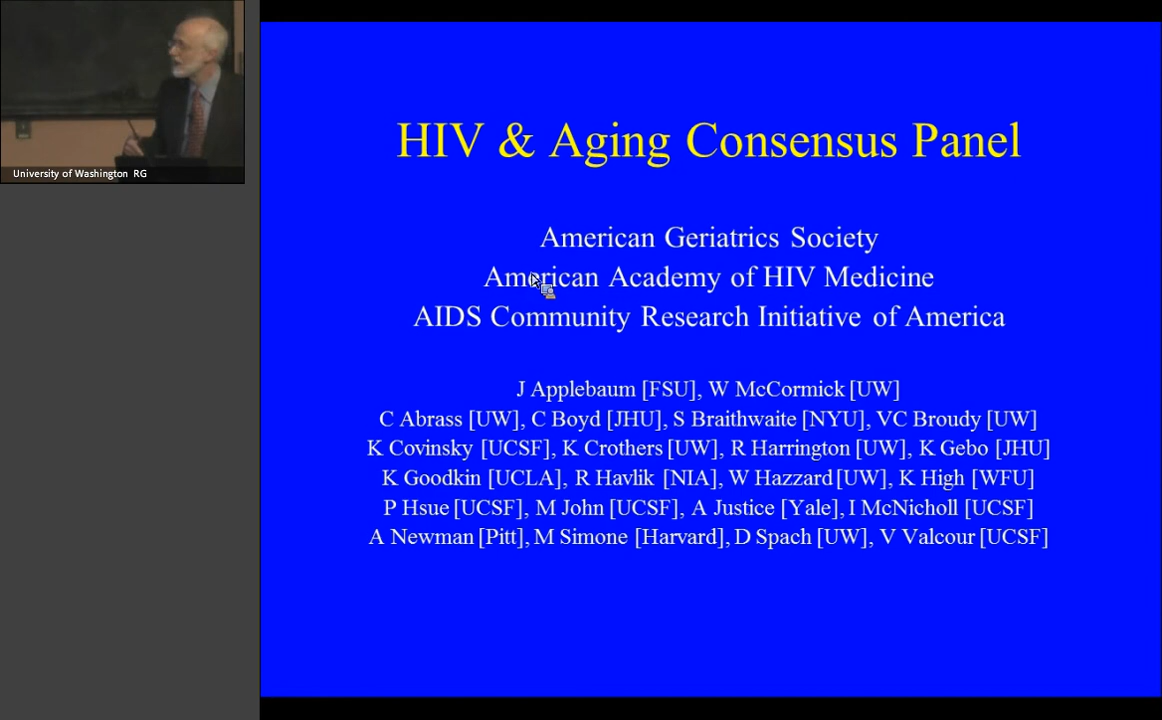 University of Washington RG
HIV & Aging Consensus Panel
American Geriatrics Society
American Academy of HIV Medicine
AIDS Community Research Initiative of America
J Applebaum [FSU], W McCormick [UW]
C Abrass [UW], C Boyd [JHU], S Braithwaite [NYU], VC Broudy [UW]
K Covinsky [UCSF], K Crothers [UW], R Harrington [UW], K Gebo [JHU]
K Goodkin [UCLA], R Havlik [NIA], W Hazzard [UW], K High [WFU]
P Hsue [UCSF], M John [UCSF], A Justice [Yale], I McNicholl [UCSF]
A Newman [Pitt], M Simone [Harvard], D Spach [UW], V Valcour [UCSF]